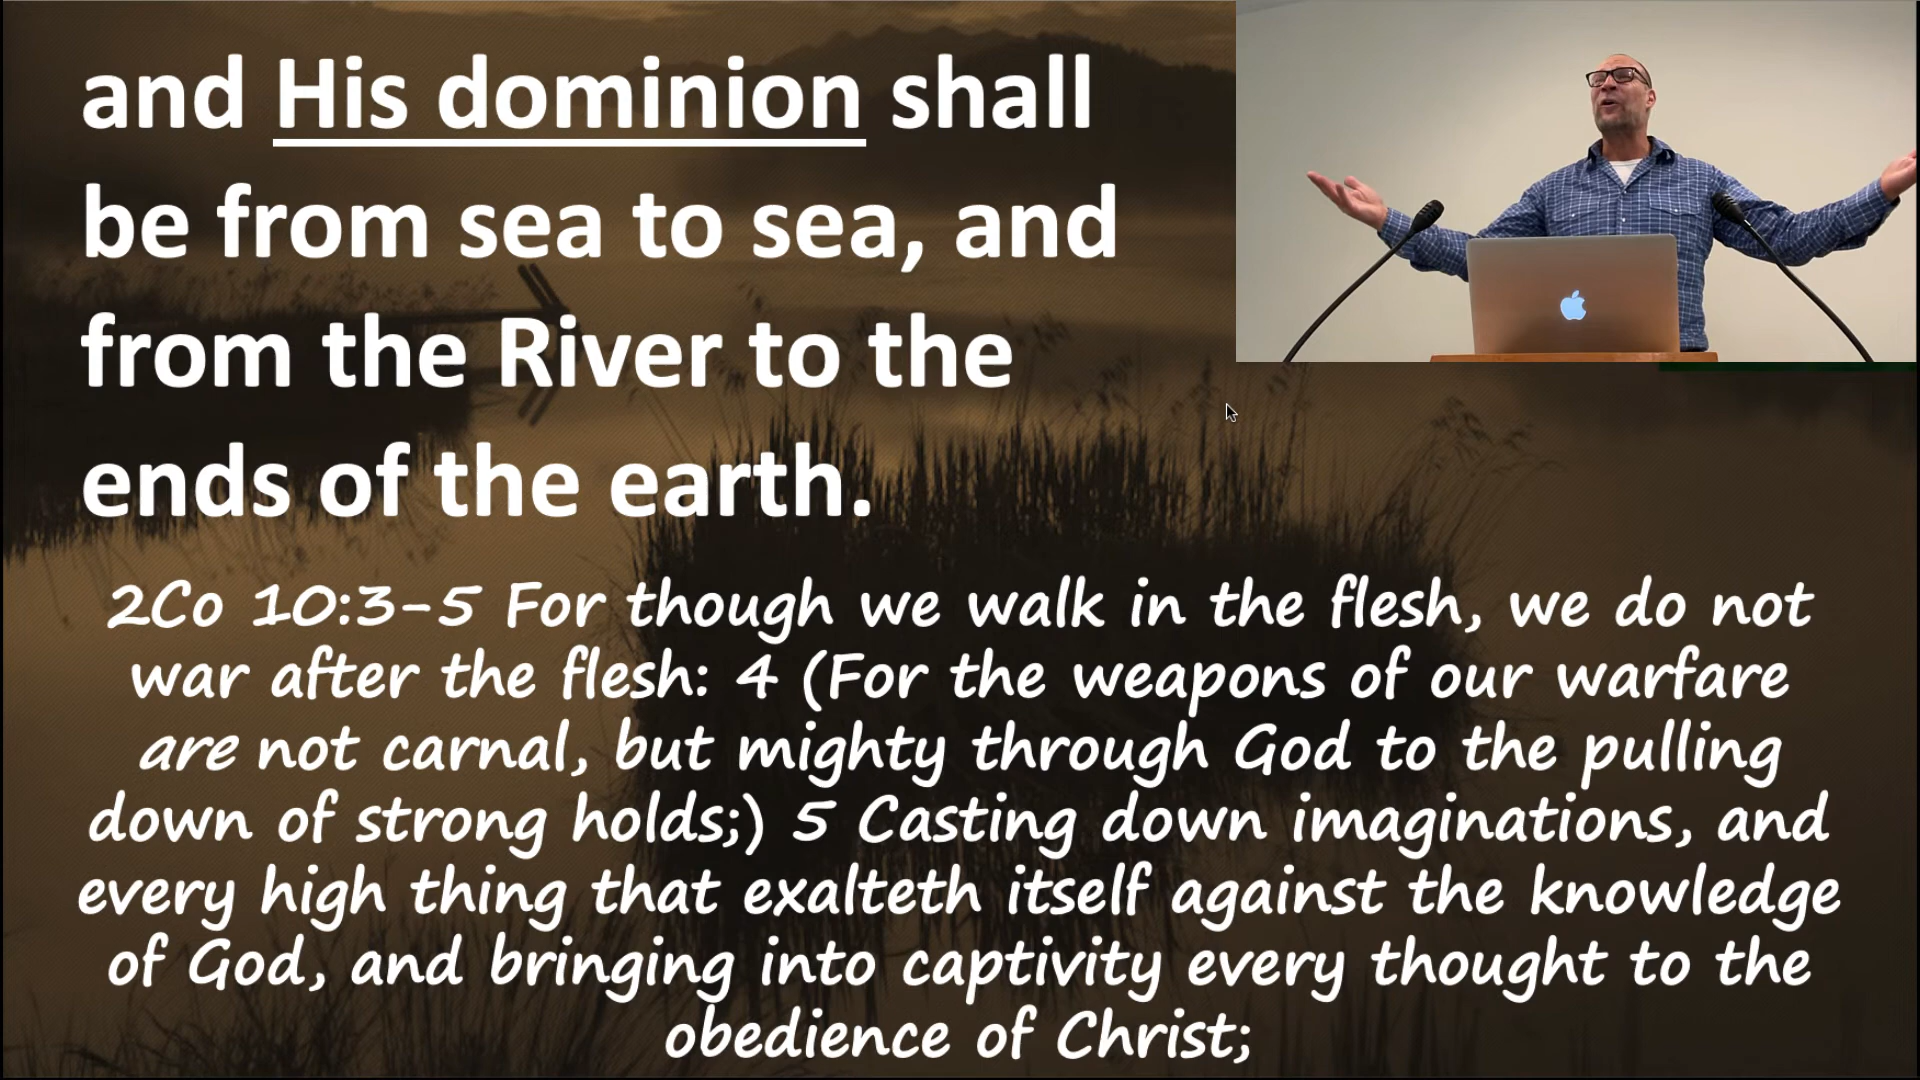 and His dominion shall
be from sea to sea, and
from the River to the
ends of the earth.
2Co 10:3-5 For though we walk in the flesh, we do not
war after the flesh: 4 (For the weapons of our warfare
are not carnal, but mighty through God to the pulling
down of strong holds;) 5 Casting down imaginations, and
every high thing that exalteth itself against the knowledge
of God, and bringing into captivity every thought to the
obedience of Christ;